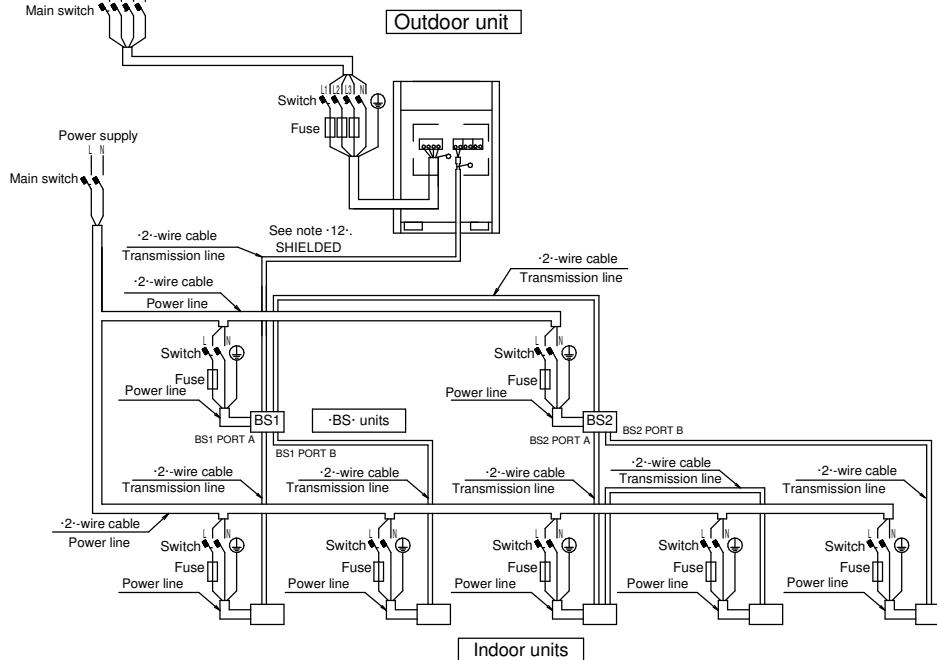 Main switch
Outdoor unit
L1 L2 L3 N
Switch
Fuse
Power supply
L N
Main switch
See note ·12·.
SHIELDED
·2·-wire cable
Transmission line
·2·-wire cable
Transmission line
·2·-wire cable
Power line
L N
Switch
Fuse
Power line
L N
Switch
Fuse
Power line
BS1
·BS· units
BS2
BS1 PORT A
BS1 PORT B
BS2 PORT A
BS2 PORT B
·2·-wire cable
Transmission line
·2·-wire cable
Transmission line
·2·-wire cable
Transmission line
·2·-wire cable
Transmission line
·2·-wire cable
Transmission line
·2·-wire cable
Power line
L N
Switch
Fuse
Power line
L N
Switch
Fuse
Power line
L N
Switch
Fuse
Power line
L N
Switch
Fuse
Power line
L N
Switch
Fuse
Power line
Indoor units